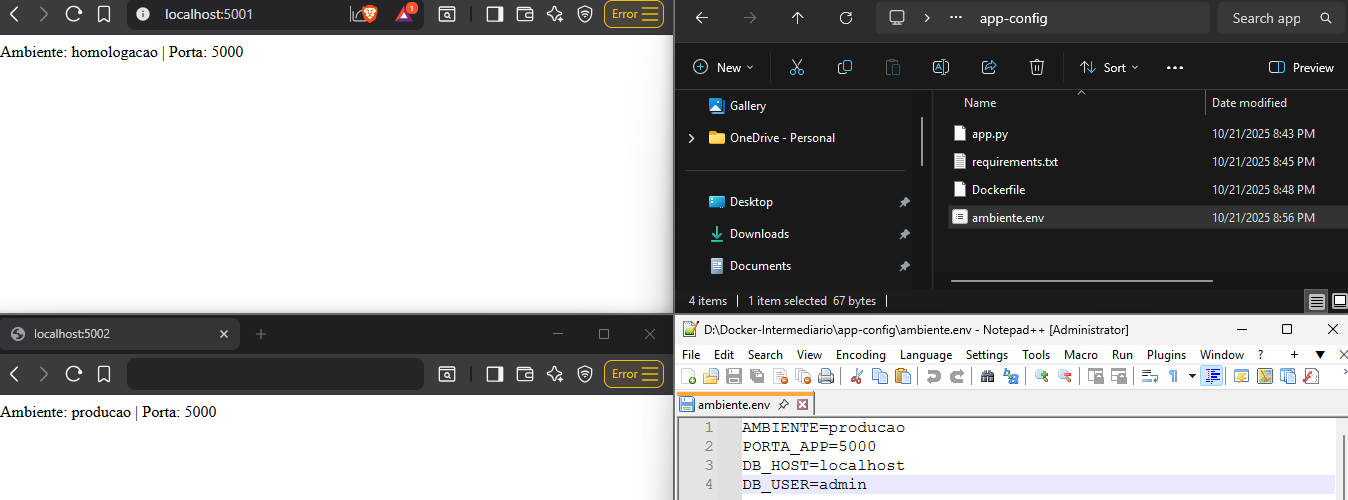 localhost:5001
1
Error
Ambiente: homologacao | Porta: 5000
localhost:5002
Error
Ambiente: producao | Porta: 5000
app-config
Search app
New
Sort
Preview
Gallery
OneDrive - Personal
Desktop
Downloads
Documents
Name Date modified
app.py 10/21/2025 8:43 PM
requirements.txt 10/21/2025 8:45 PM
Dockerfile 10/21/2025 8:48 PM
ambiente.env 10/21/2025 8:56 PM
4 items | 1 item selected 67 bytes |
D:\Docker-Intermediario\app-config\ambiente.env - Notepad++ [Administrator]
File Edit Search View Encoding Language Settings Tools Macro Run Plugins Window ? + ▼ X
ambiente.env
1 AMBIENTE=producao
2 PORTA_APP=5000
3 DB_HOST=localhost
4 DB_USER=admin